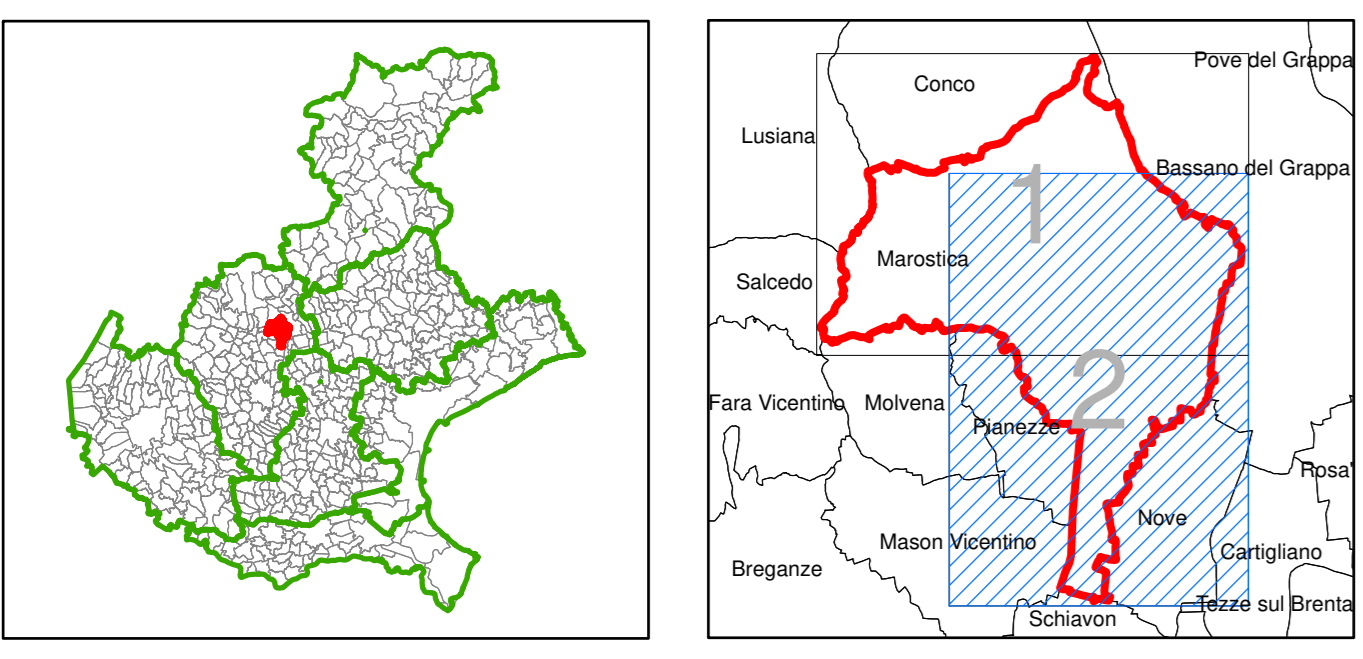 Pove del Grappa
Conco
Lusiana
Bassano del Grappa
1
Marostica
Salcedo
2
Fara Vicentino
Molvena
Pianezze
Rosa'
Nove
Mason Vicentino
Cartigliano
Breganze
Tezze sul Brenta
Schiavon